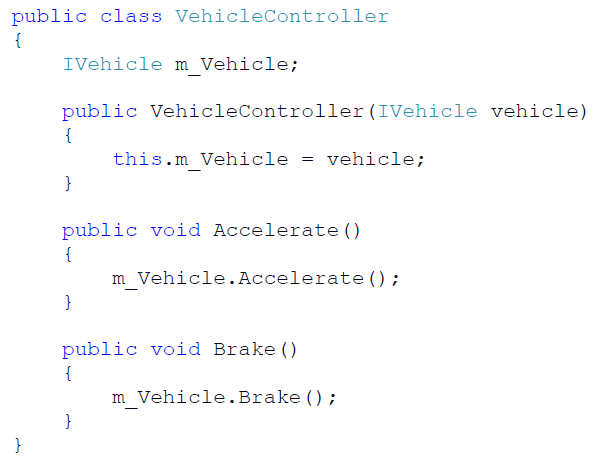 public class VehicleController
{
    IVehicle m_Vehicle;

    public VehicleController(IVehicle vehicle)
    {
        this.m_Vehicle = vehicle;
    }

    public void Accelerate()
    {
        m_Vehicle.Accelerate();
    }

    public void Brake()
    {
        m_Vehicle.Brake();
    }
}